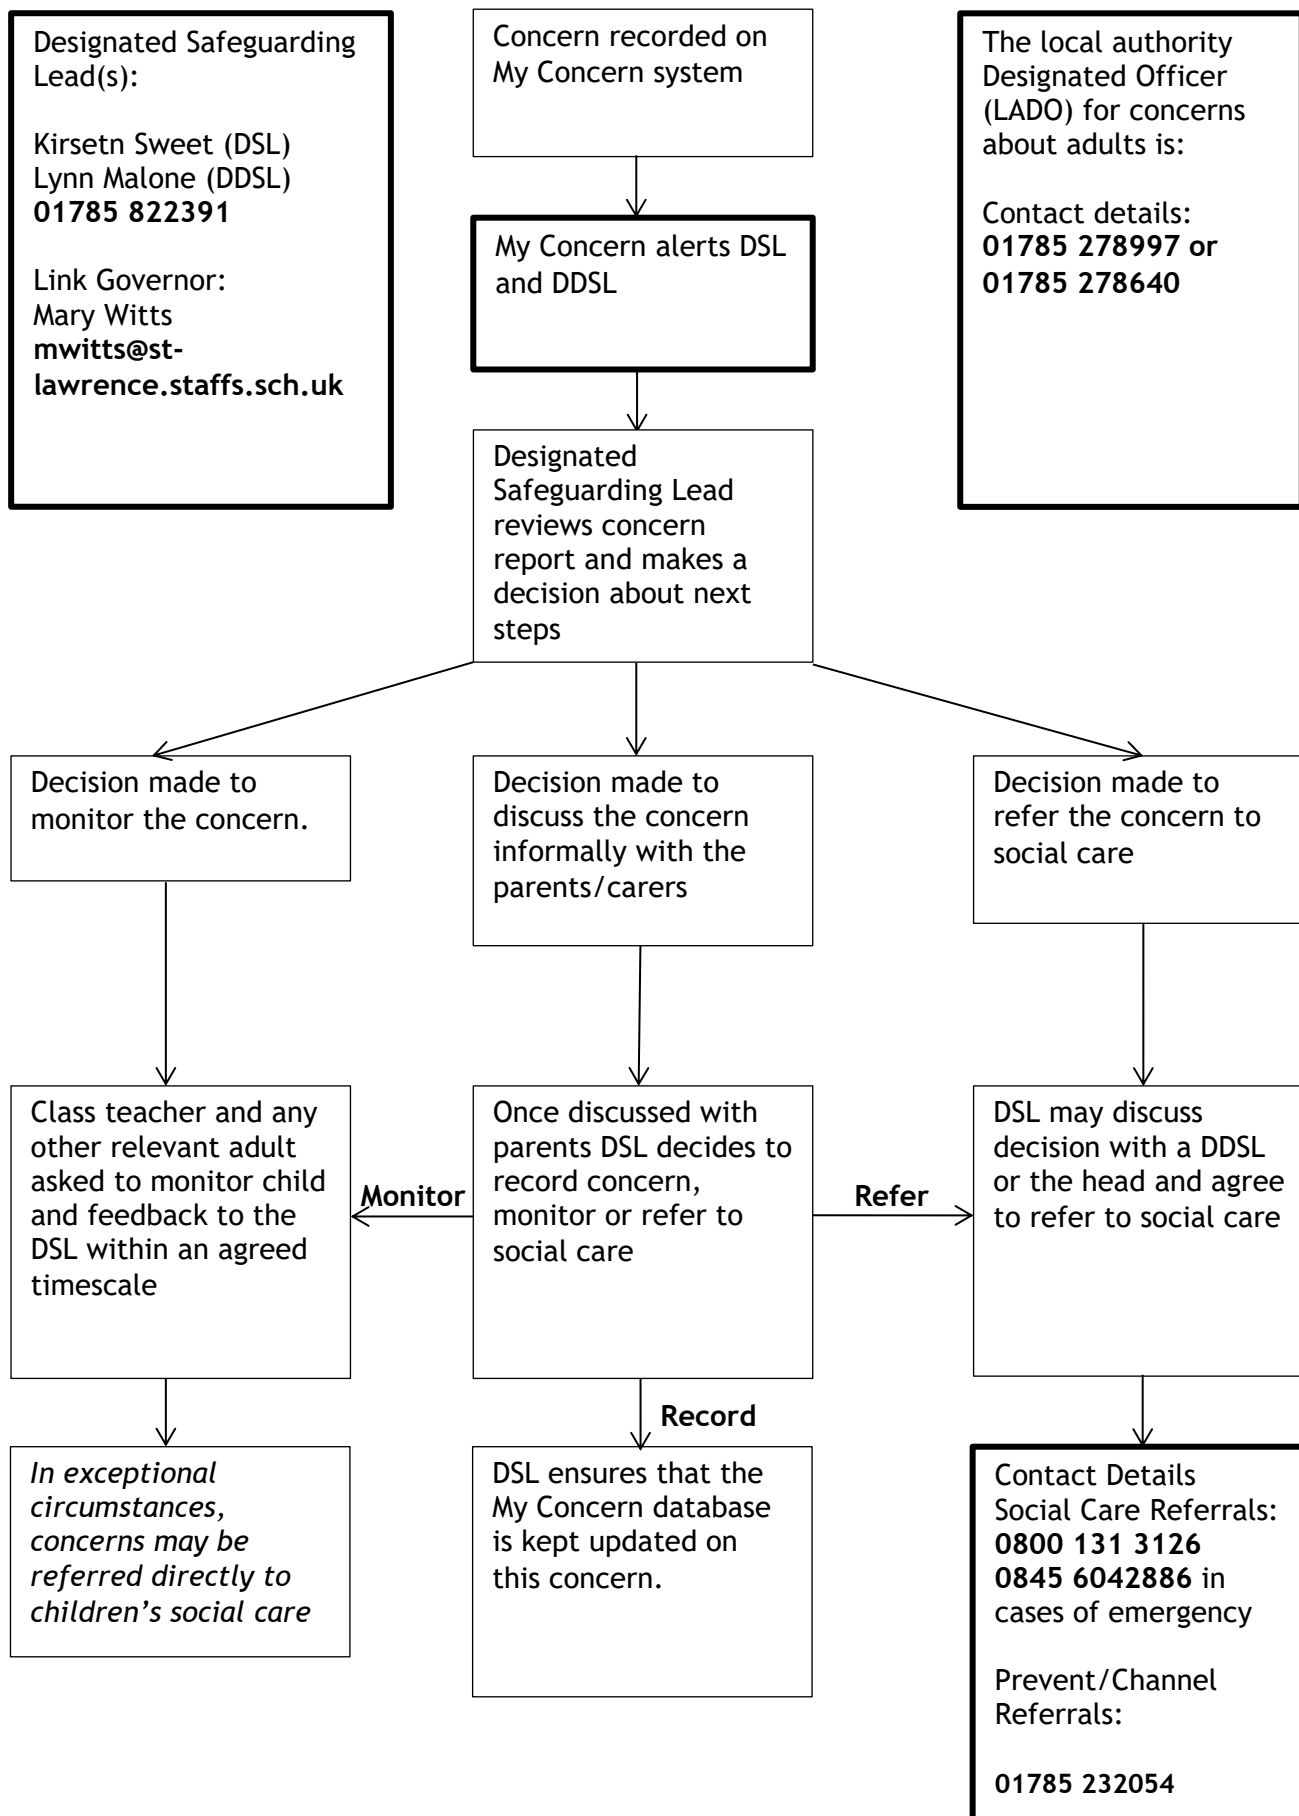 Designated Safeguarding
Lead(s):
Kirsetn Sweet (DSL)
Lynn Malone (DDSL)
01785 822391
Link Governor:
Mary Witts
mwitts@st-
lawrence.staffs.sch.uk
Concern recorded on
My Concern system
The local authority
Designated Officer
(LADO) for concerns
about adults is:
Contact details:
01785 278997 or
01785 278640
My Concern alerts DSL
and DDSL
Designated
Safeguarding Lead
reviews concern
report and makes a
decision about next
steps
Decision made to
monitor the concern.
Decision made to
discuss the concern
informally with the
parents/carers
Decision made to
refer the concern to
social care
Class teacher and any
other relevant adult
asked to monitor child
and feedback to the
DSL within an agreed
timescale
Monitor
Once discussed with
parents DSL decides to
record concern,
monitor or refer to
social care
Refer
DSL may discuss
decision with a DDSL
or the head and agree
to refer to social care
Record
In exceptional
circumstances,
concerns may be
referred directly to
children’s social care
DSL ensures that the
My Concern database
is kept updated on
this concern.
Contact Details
Social Care Referrals:
0800 131 3126
0845 6042886 in
cases of emergency
Prevent/Channel
Referrals:
01785 232054